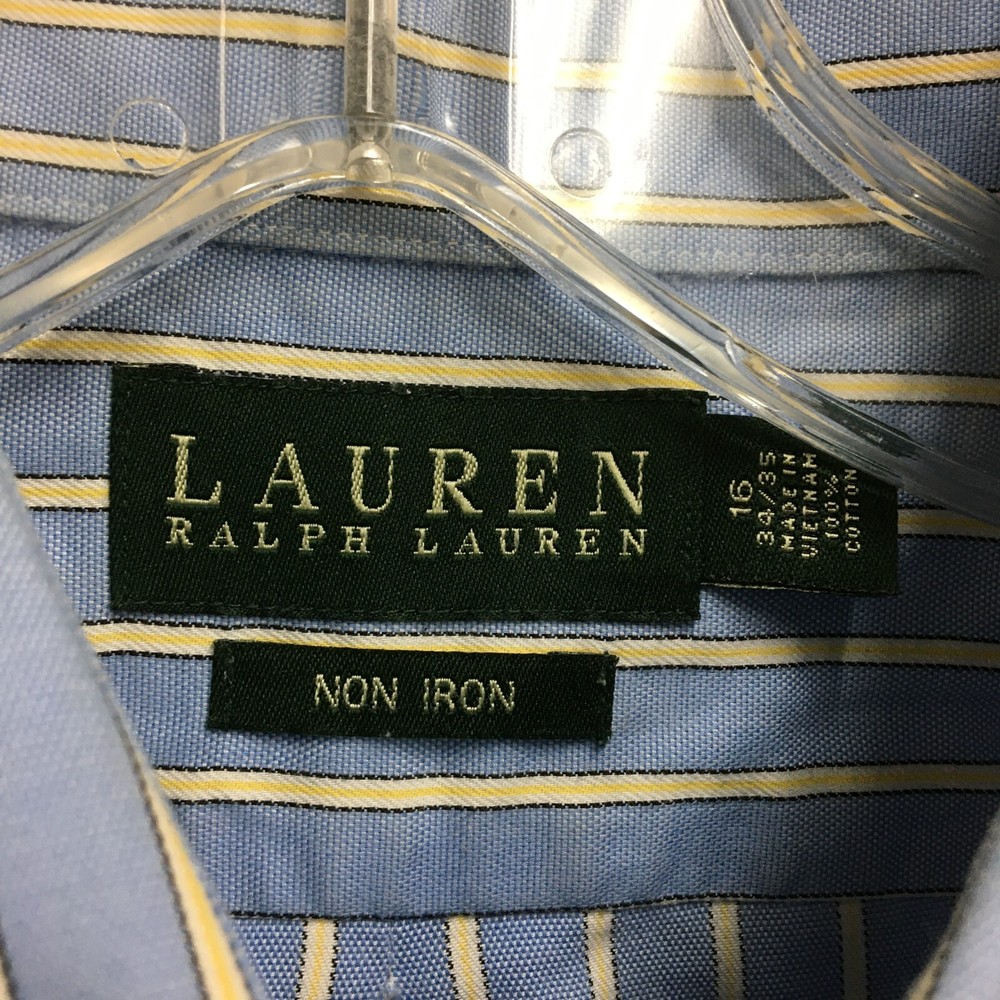 LAUREN
RALPH LAUREN
16
34/35
MADE IN
VIETNAM
100%
COTTON
NON IRON